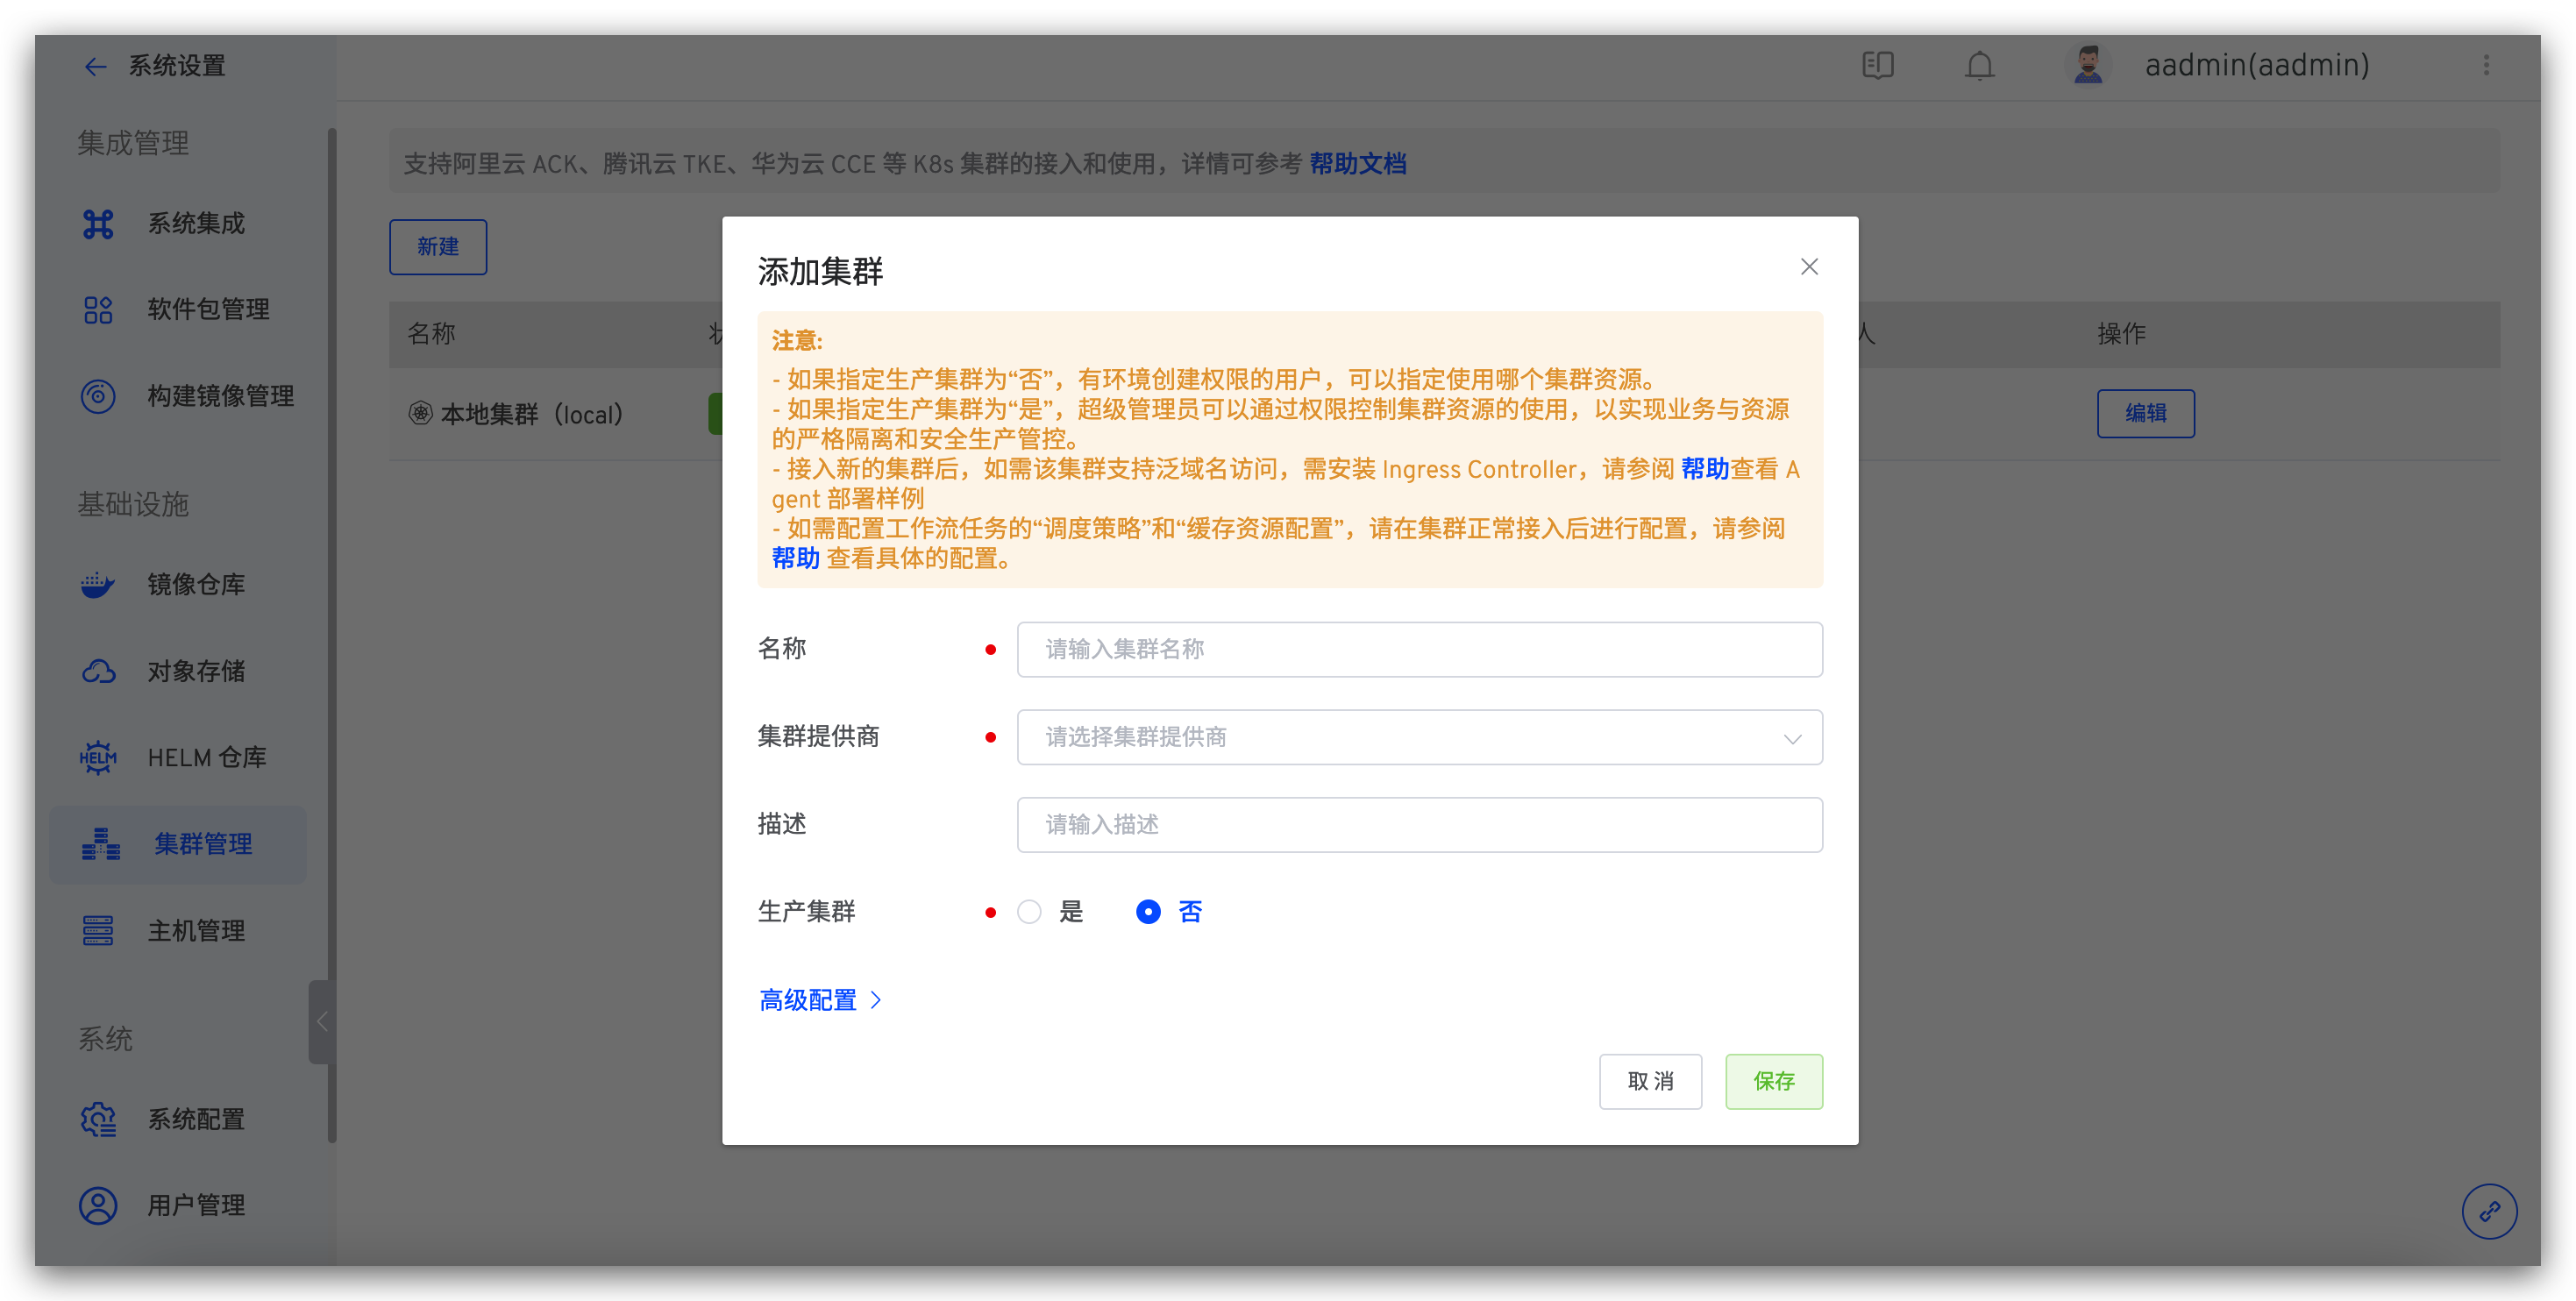 系统设置
aadmin(aadmin)
集成管理
系统集成
软件包管理
构建镜像管理
基础设施
镜像仓库
对象存储
HELM
HELM 仓库
集群管理
主机管理
系统
系统配置
用户管理
支持阿里云 ACK、腾讯云 TKE、华为云 CCE 等 K8s 集群的接入和使用，详情可参考 帮助文档
新建
名称
人
操作
本地集群（local）
编辑
添加集群
注意:
- 如果指定生产集群为“否”，有环境创建权限的用户，可以指定使用哪个集群资源。
- 如果指定生产集群为“是”，超级管理员可以通过权限控制集群资源的使用，以实现业务与资源
的严格隔离和安全生产管控。
- 接入新的集群后，如需该集群支持泛域名访问，需安装 Ingress Controller，请参阅 帮助查看 A
gent 部署样例
- 如需配置工作流任务的“调度策略”和“缓存资源配置”，请在集群正常接入后进行配置，请参阅
帮助 查看具体的配置。
名称
请输入集群名称
集群提供商
请选择集群提供商
描述
请输入描述
生产集群
是
否
高级配置
取 消
保存